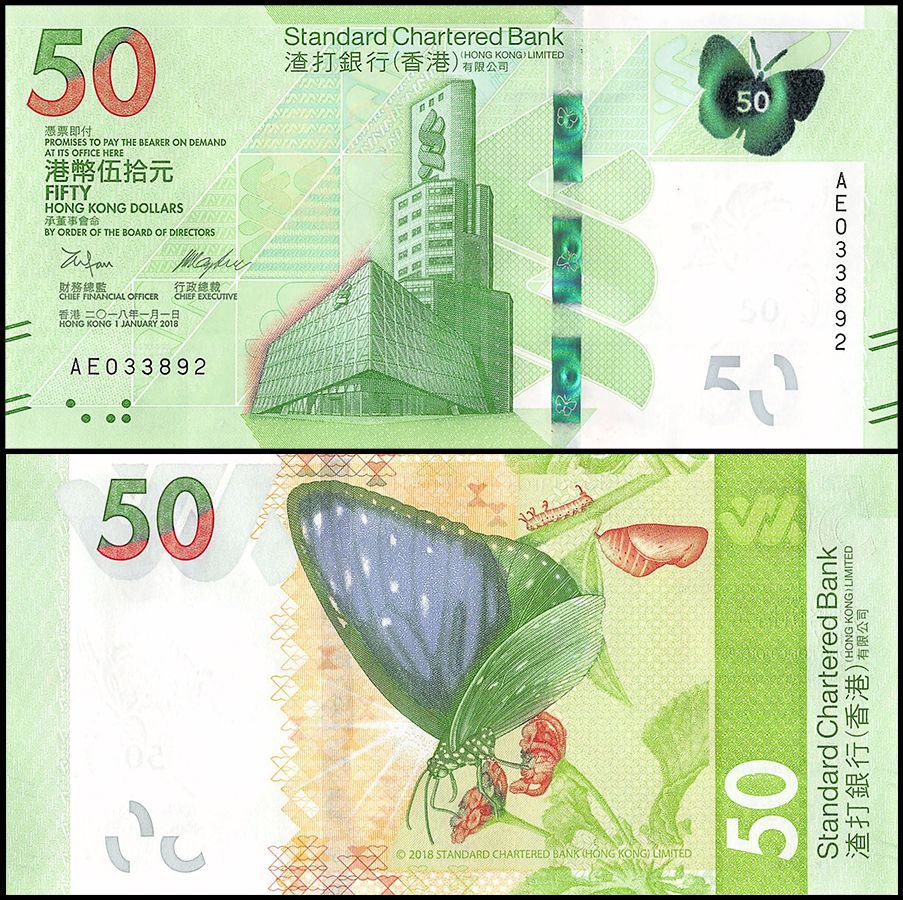 50
Standard Chartered Bank
渣打銀行(香港) (HONG KONG) LIMITED 有限公司
50
憑票即付
PROMISES TO PAY THE BEARER ON DEMAND
AT ITS OFFICE HERE
港幣伍拾元
FIFTY
HONG KONG DOLLARS
承董事會命
BY ORDER OF THE BOARD OF DIRECTORS
財務總監 行政總裁
CHIEF FINANCIAL OFFICER CHIEF EXECUTIVE
香港 二〇一八年一月一日
HONG KONG 1 JANUARY 2018
AE033892
AE033892
50
50
50
Standard Chartered Bank
渣打銀行(香港) (HONG KONG) LIMITED 有限公司
50
© 2018 STANDARD CHARTERED BANK (HONG KONG) LIMITED